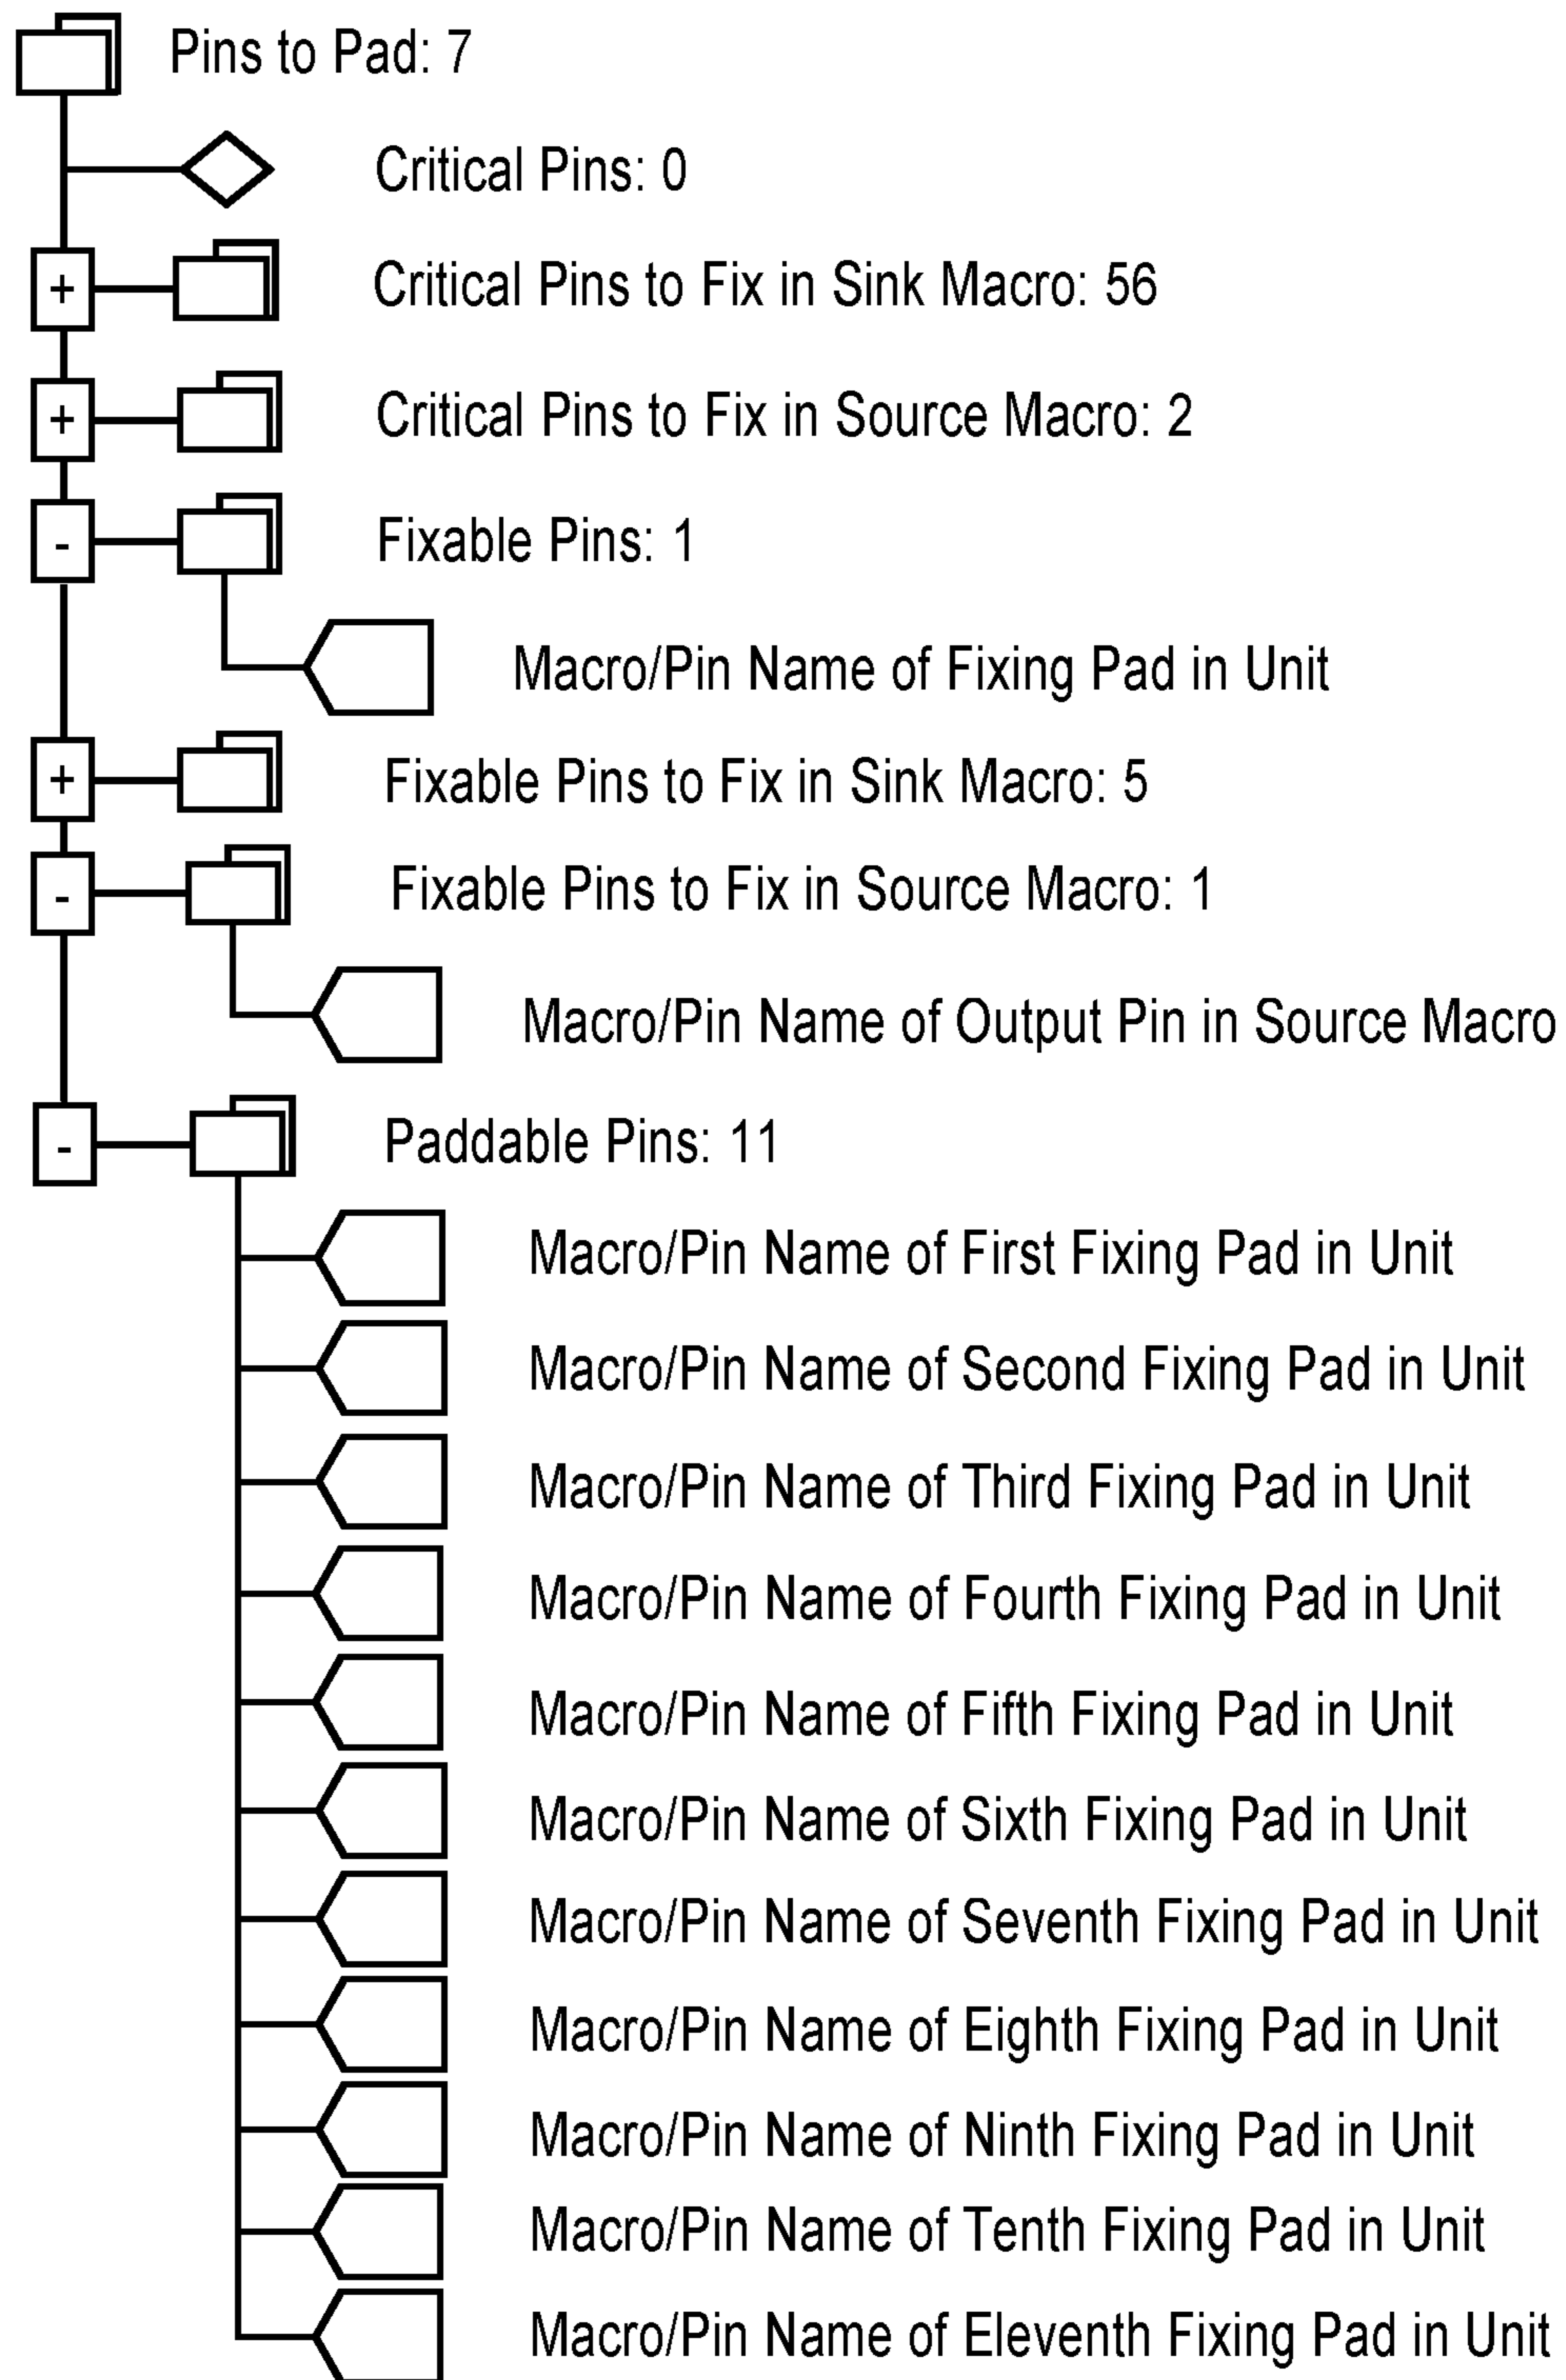 Pins to Pad: 7
Critical Pins: 0
+
Critical Pins to Fix in Sink Macro: 56
+
Critical Pins to Fix in Source Macro: 2
-
Fixable Pins: 1
Macro/Pin Name of Fixing Pad in Unit
+
Fixable Pins to Fix in Sink Macro: 5
-
Fixable Pins to Fix in Source Macro: 1
Macro/Pin Name of Output Pin in Source Macro
-
Paddable Pins: 11
Macro/Pin Name of First Fixing Pad in Unit
Macro/Pin Name of Second Fixing Pad in Unit
Macro/Pin Name of Third Fixing Pad in Unit
Macro/Pin Name of Fourth Fixing Pad in Unit
Macro/Pin Name of Fifth Fixing Pad in Unit
Macro/Pin Name of Sixth Fixing Pad in Unit
Macro/Pin Name of Seventh Fixing Pad in Unit
Macro/Pin Name of Eighth Fixing Pad in Unit
Macro/Pin Name of Ninth Fixing Pad in Unit
Macro/Pin Name of Tenth Fixing Pad in Unit
Macro/Pin Name of Eleventh Fixing Pad in Unit